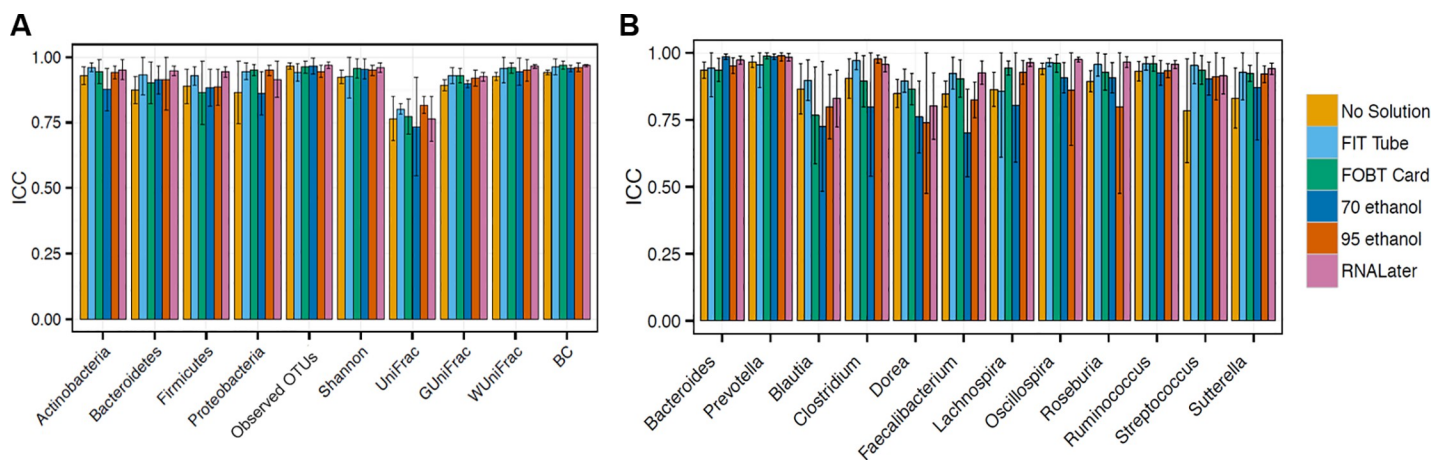 A
ICC
1.00
0.75
0.50
0.25
0.00
Actinobacteria
Bacteroidetes
Firmicutes
Proteobacteria
Observed OTUs
Shannon
UniFrac
GUniFrac
WUniFrac
BC
B
ICC
1.00
0.75
0.50
0.25
0.00
Bacteroides
Prevotella
Blautia
Clostridium
Dorea
Faecalibacterium
Lachnospira
Oscillospira
Roseburia
Ruminococcus
Streptococcus
Sutterella
No Solution
FIT Tube
FOBT Card
70 ethanol
95 ethanol
RNALater